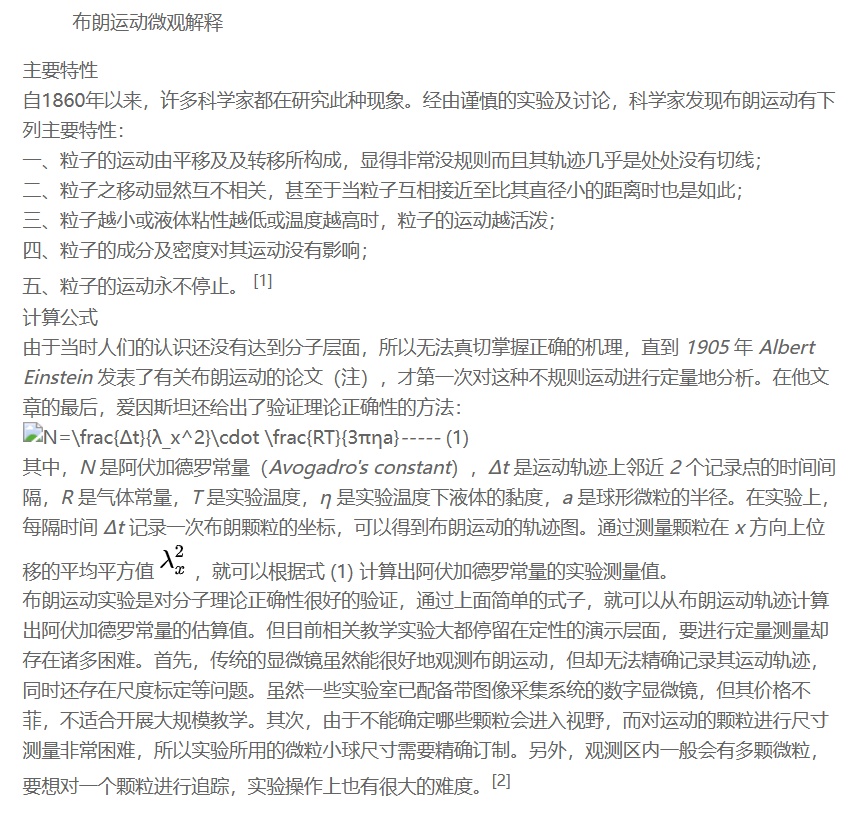 布朗运动微观解释
主要特性
自1860年以来，许多科学家都在研究此种现象。经由谨慎的实验及讨论，科学家发现布朗运动有下
列主要特性：
一、粒子的运动由平移及及转移所构成，显得非常没规则而且其轨迹几乎是处处没有切线；
二、粒子之移动显然互不相关，甚至于当粒子互相接近至比其直径小的距离时也是如此；
三、粒子越小或液体粘性越低或温度越高时，粒子的运动越活泼；
四、粒子的成分及密度对其运动没有影响；
五、粒子的运动永不停止。 [1]
计算公式
由于当时人们的认识还没有达到分子层面，所以无法真切掌握正确的机理，直到 1905 年 Albert
Einstein 发表了有关布朗运动的论文（注），才第一次对这种不规则运动进行定量地分析。在他文
章的最后，爱因斯坦还给出了验证理论正确性的方法：
N=\frac{Δt}{λ_x^2}\cdot \frac{RT}{3πηa}----- (1)
其中，N 是阿伏加德罗常量（Avogadro's constant），Δt 是运动轨迹上邻近 2 个记录点的时间间
隔，R 是气体常量，T 是实验温度，η 是实验温度下液体的黏度，a 是球形微粒的半径。在实验上，
每隔时间 Δt 记录一次布朗颗粒的坐标，可以得到布朗运动的轨迹图。通过测量颗粒在 x 方向上位
移的平均平方值 λ_x^2 ，就可以根据式 (1) 计算出阿伏加德罗常量的实验测量值。
布朗运动实验是对分子理论正确性很好的验证，通过上面简单的式子，就可以从布朗运动轨迹计算
出阿伏加德罗常量的估算值。但目前相关教学实验大都停留在定性的演示层面，要进行定量测量却
存在诸多困难。首先，传统的显微镜虽然能很好地观测布朗运动，但却无法精确记录其运动轨迹，
同时还存在尺度标定等问题。虽然一些实验室已配备带图像采集系统的数字显微镜，但其价格不
菲，不适合开展大规模教学。其次，由于不能确定哪些颗粒会进入视野，而对运动的颗粒进行尺寸
测量非常困难，所以实验所用的微粒小球尺寸需要精确订制。另外，观测区内一般会有多颗微粒，
要想对一个颗粒进行追踪，实验操作上也有很大的难度。[2]